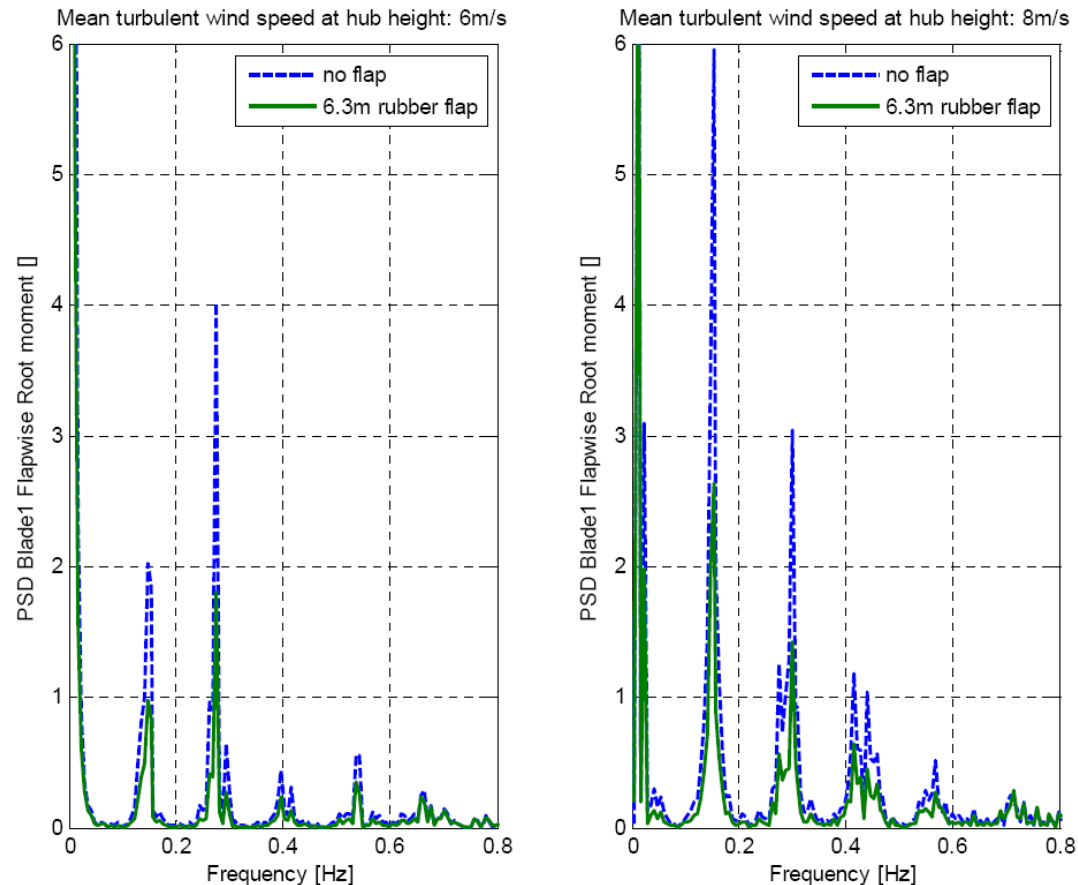 Mean turbulent wind speed at hub height: 6m/s
no flap
6.3m rubber flap
PSD Blade1 Flapwise Root moment []
6
5
4
3
2
1
0
0
0.2
0.4
0.6
0.8
Frequency [Hz]
Mean turbulent wind speed at hub height: 8m/s
no flap
6.3m rubber flap
PSD Blade1 Flapwise Root moment []
6
5
4
3
2
1
0
0
0.2
0.4
0.6
0.8
Frequency [Hz]